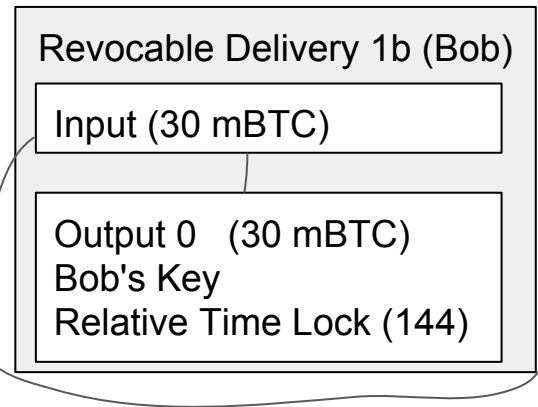 Revocable Delivery 1b (Bob)
Input (30 mBTC)
Output 0 (30 mBTC)
Bob's Key
Relative Time Lock (144)